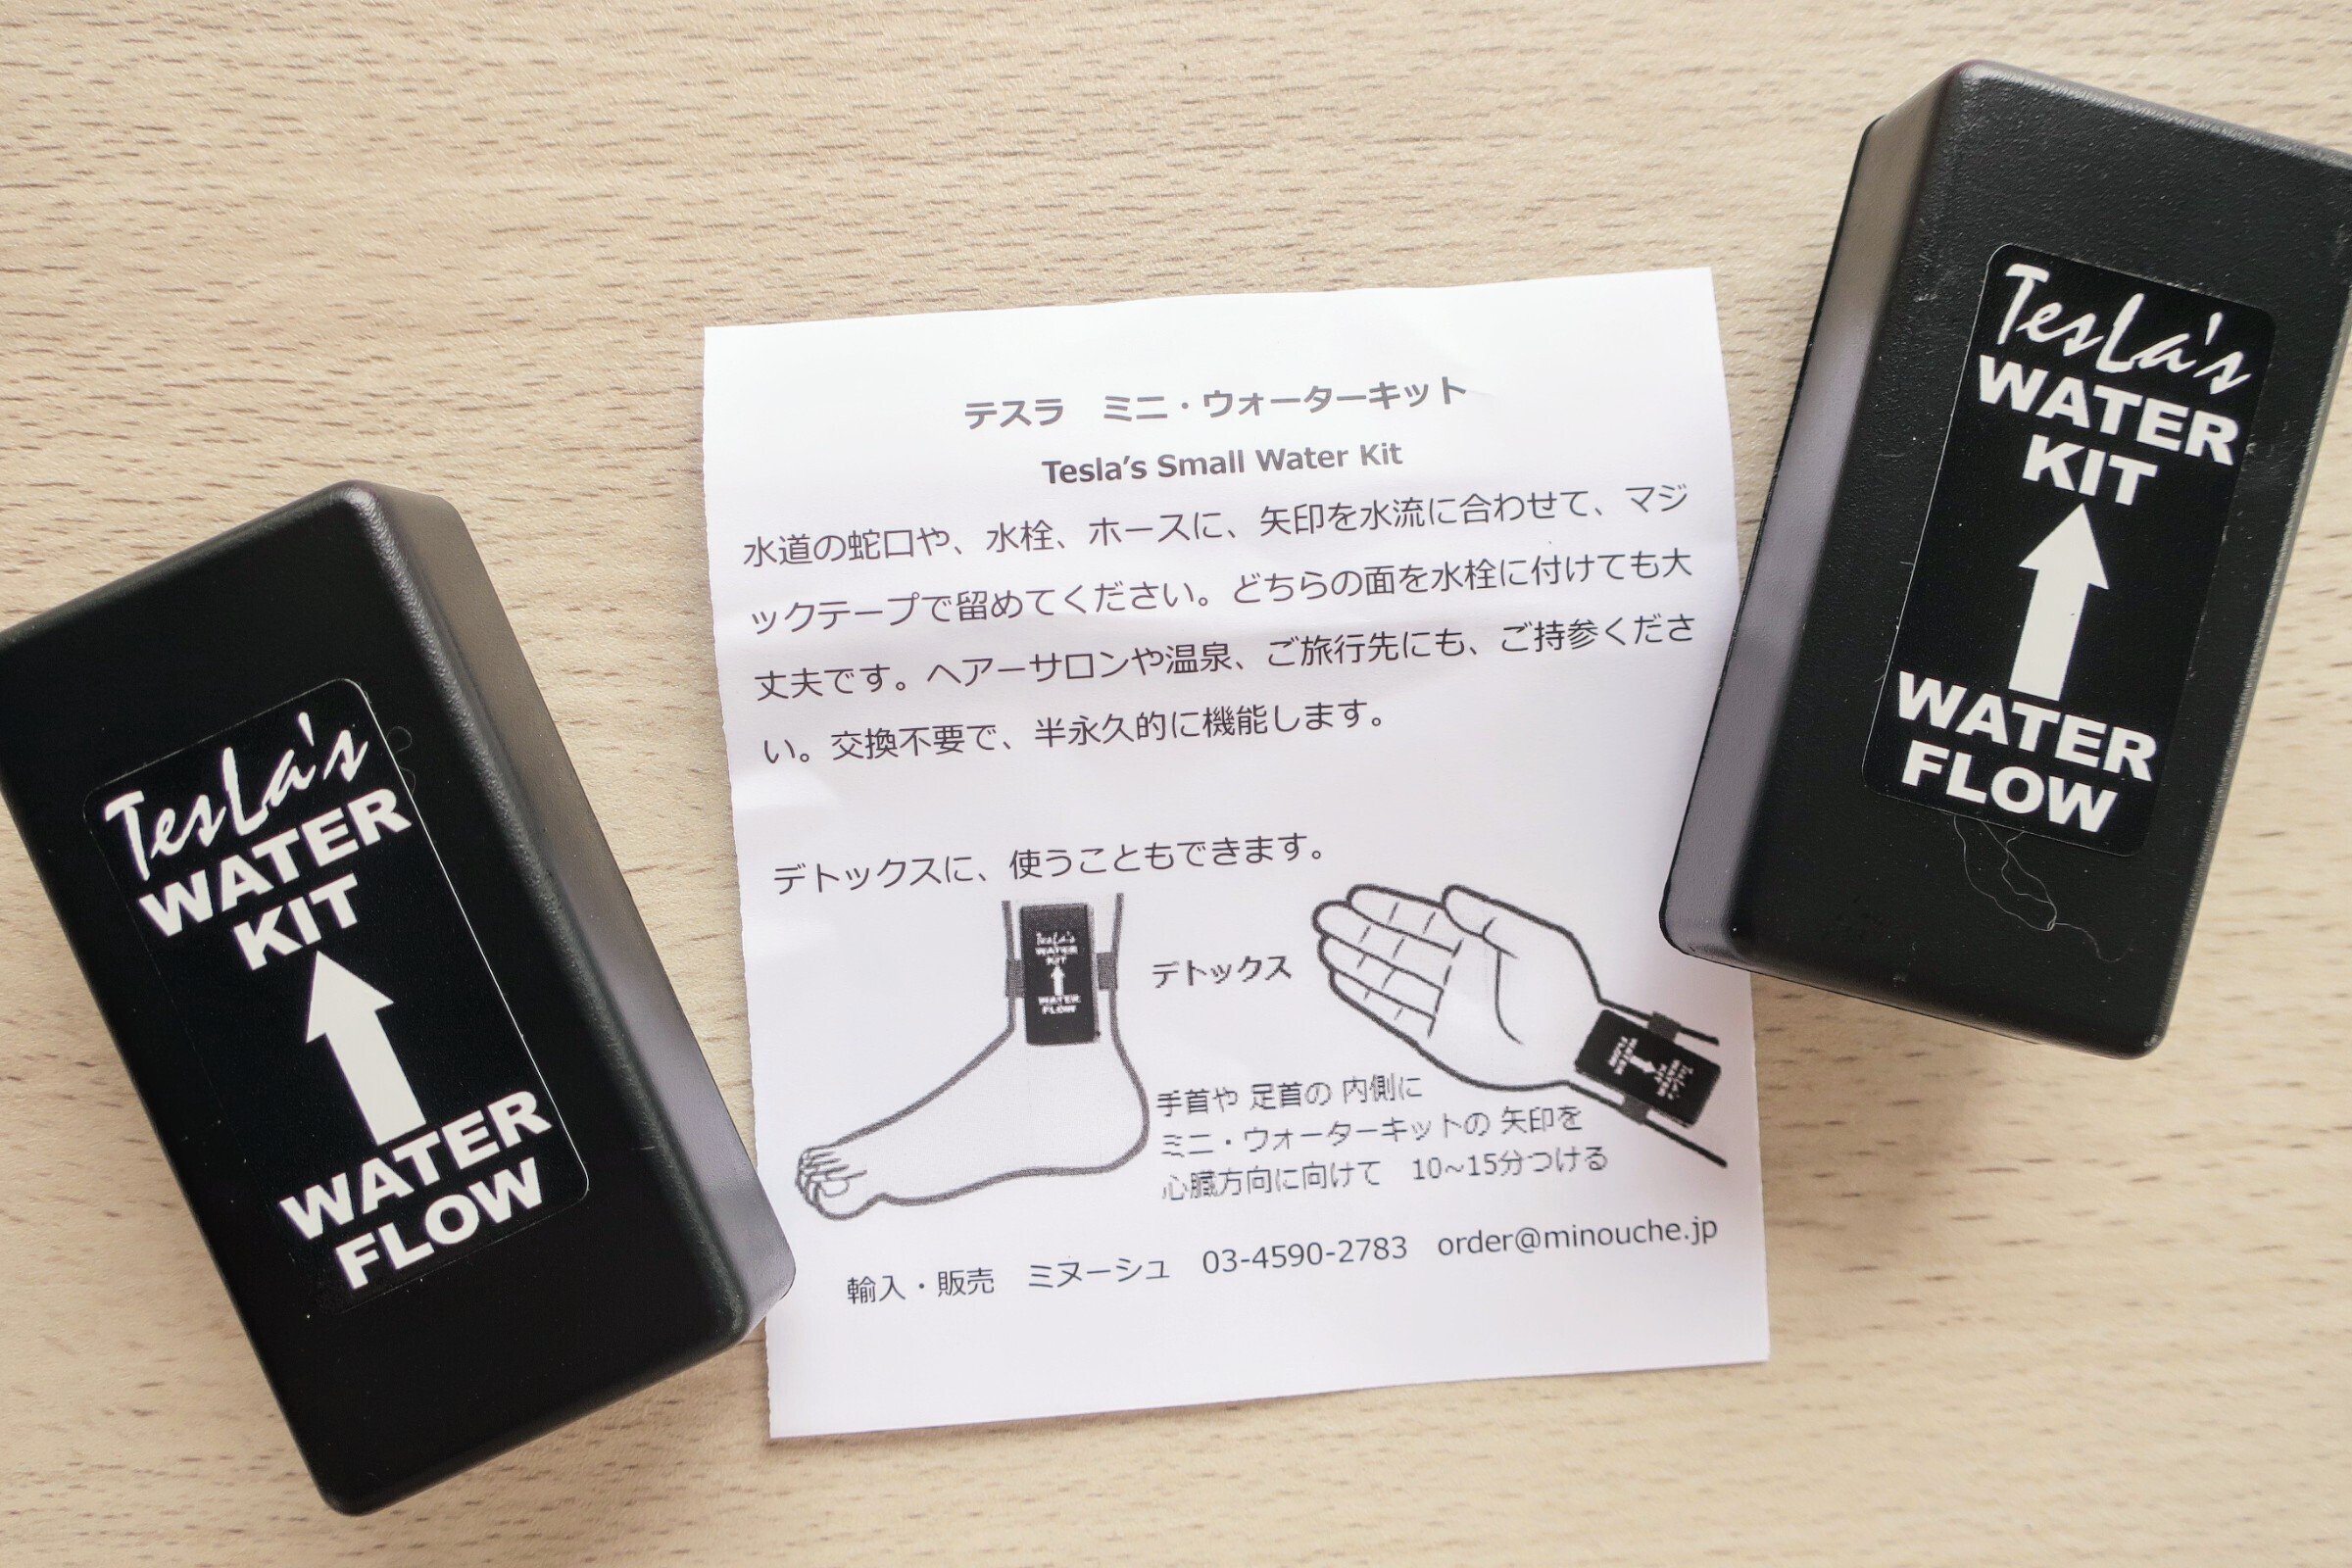 Tesla's
WATER
KIT
WATER
FLOW
テスラ　ミニ・ウォーターキット
Tesla's Small Water Kit
水道の蛇口や、水栓、ホースに、矢印を水流に合わせて、マジ
ックテープで留めてください。どちらの面を水栓に付けても大
丈夫です。ヘアーサロンや温泉、ご旅行先にも、ご持参くださ
い。交換不要で、半永久的に機能します。
デトックスに、使うこともできます。
Tesla's
WATER
KIT
WATER
FLOW
デトックス
Tesla's
WATER
KIT
WATER
FLOW
手首や 足首の 内側に
ミニ・ウォーターキットの 矢印を
心臓方向に向けて　10~15分つける
輸入・販売　ミヌーシュ　03-4590-2783　order@minouche.jp
Tesla's
WATER
KIT
WATER
FLOW